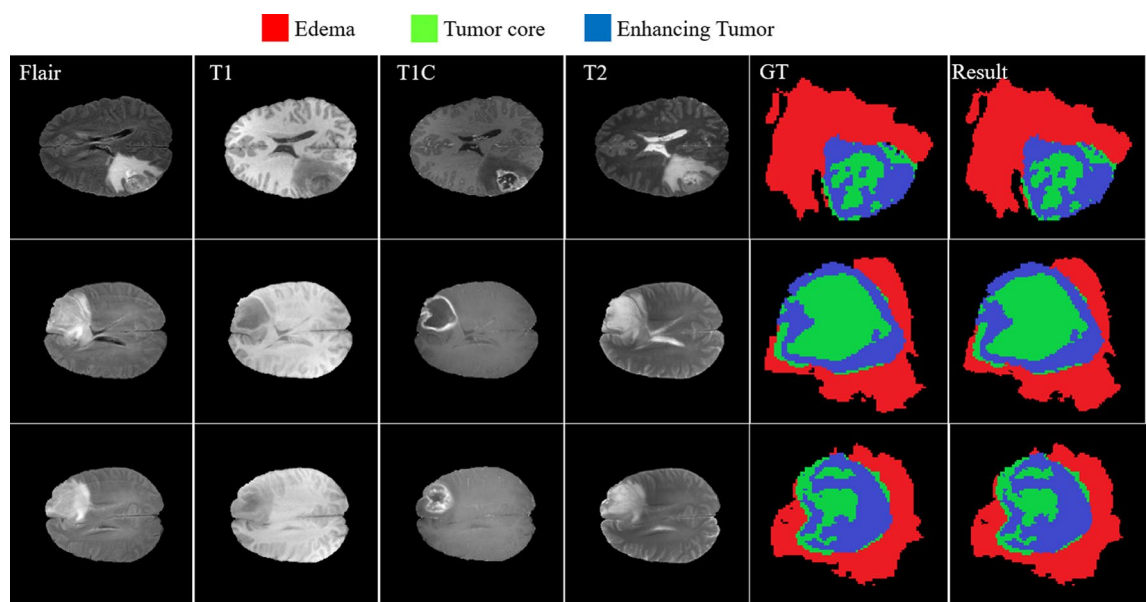 Edema
Tumor core
Enhancing Tumor
Flair
T1
T1C
T2
GT
Result